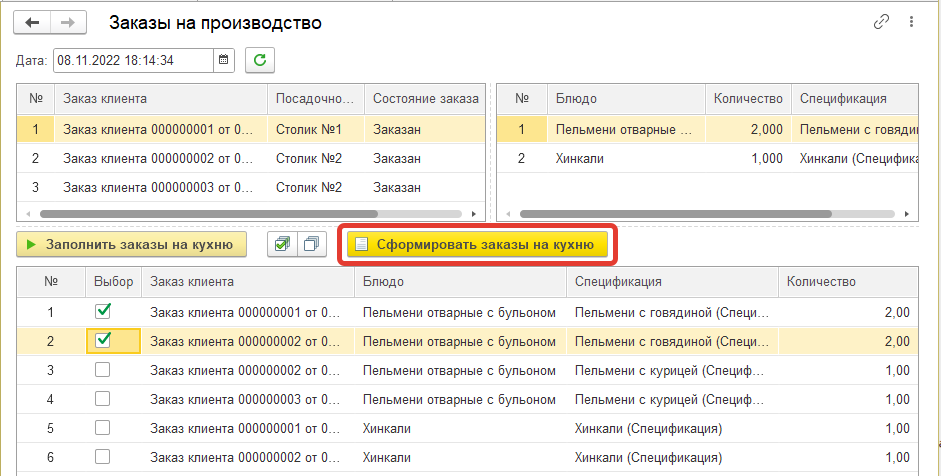 Заказы на производство
Дата: 08.11.2022 18:14:34
№ Заказ клиента Посадочно... Состояние заказа
1 Заказ клиента 000000001 от 0... Столик №1 Заказан
2 Заказ клиента 000000002 от 0... Столик №2 Заказан
3 Заказ клиента 000000003 от 0... Столик №2 Заказан
№ Блюдо Количество Спецификация
1 Пельмени отварные ... 2,000 Пельмени с говяди
2 Хинкали 1,000 Хинкали (Специфика
Заполнить заказы на кухню Сформировать заказы на кухню
№ Выбор Заказ клиента Блюдо Спецификация Количество
1 Заказ клиента 000000001 от 0... Пельмени отварные с бульоном Пельмени с говядиной (Специ... 2,00
2 Заказ клиента 000000002 от 0... Пельмени отварные с бульоном Пельмени с говядиной (Специ... 2,00
3 Заказ клиента 000000002 от 0... Пельмени отварные с бульоном Пельмени с курицей (Специф... 1,00
4 Заказ клиента 000000003 от 0... Пельмени отварные с бульоном Пельмени с курицей (Специф... 1,00
5 Заказ клиента 000000001 от 0... Хинкали Хинкали (Спецификация) 1,00
6 Заказ клиента 000000002 от 0... Хинкали Хинкали (Спецификация) 1,00